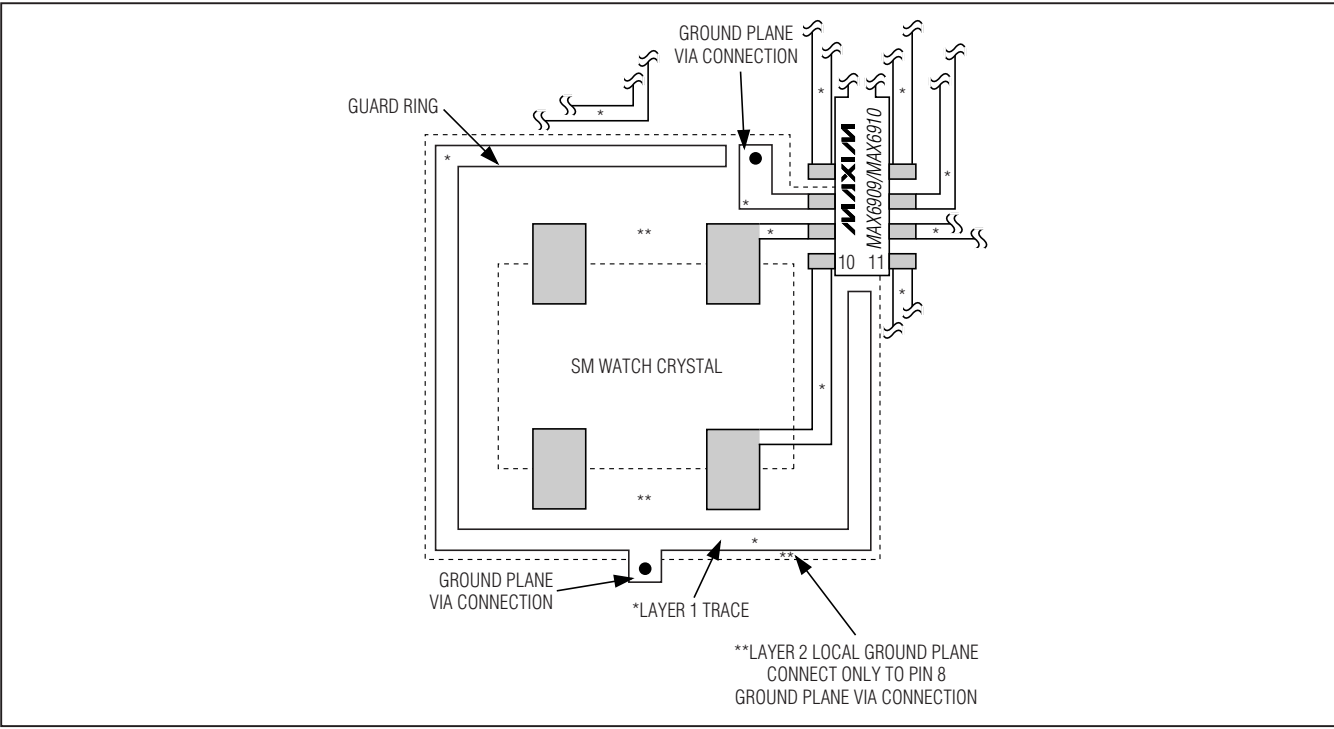 GROUND PLANE
VIA CONNECTION
GUARD RING
*
*
*
*
*
*
MAXIM
MAX6909/MAX6910
*
*
**
*
*
10 11
*
SM WATCH CRYSTAL
*
**
*
**
GROUND PLANE
VIA CONNECTION
*LAYER 1 TRACE
**LAYER 2 LOCAL GROUND PLANE
CONNECT ONLY TO PIN 8
GROUND PLANE VIA CONNECTION